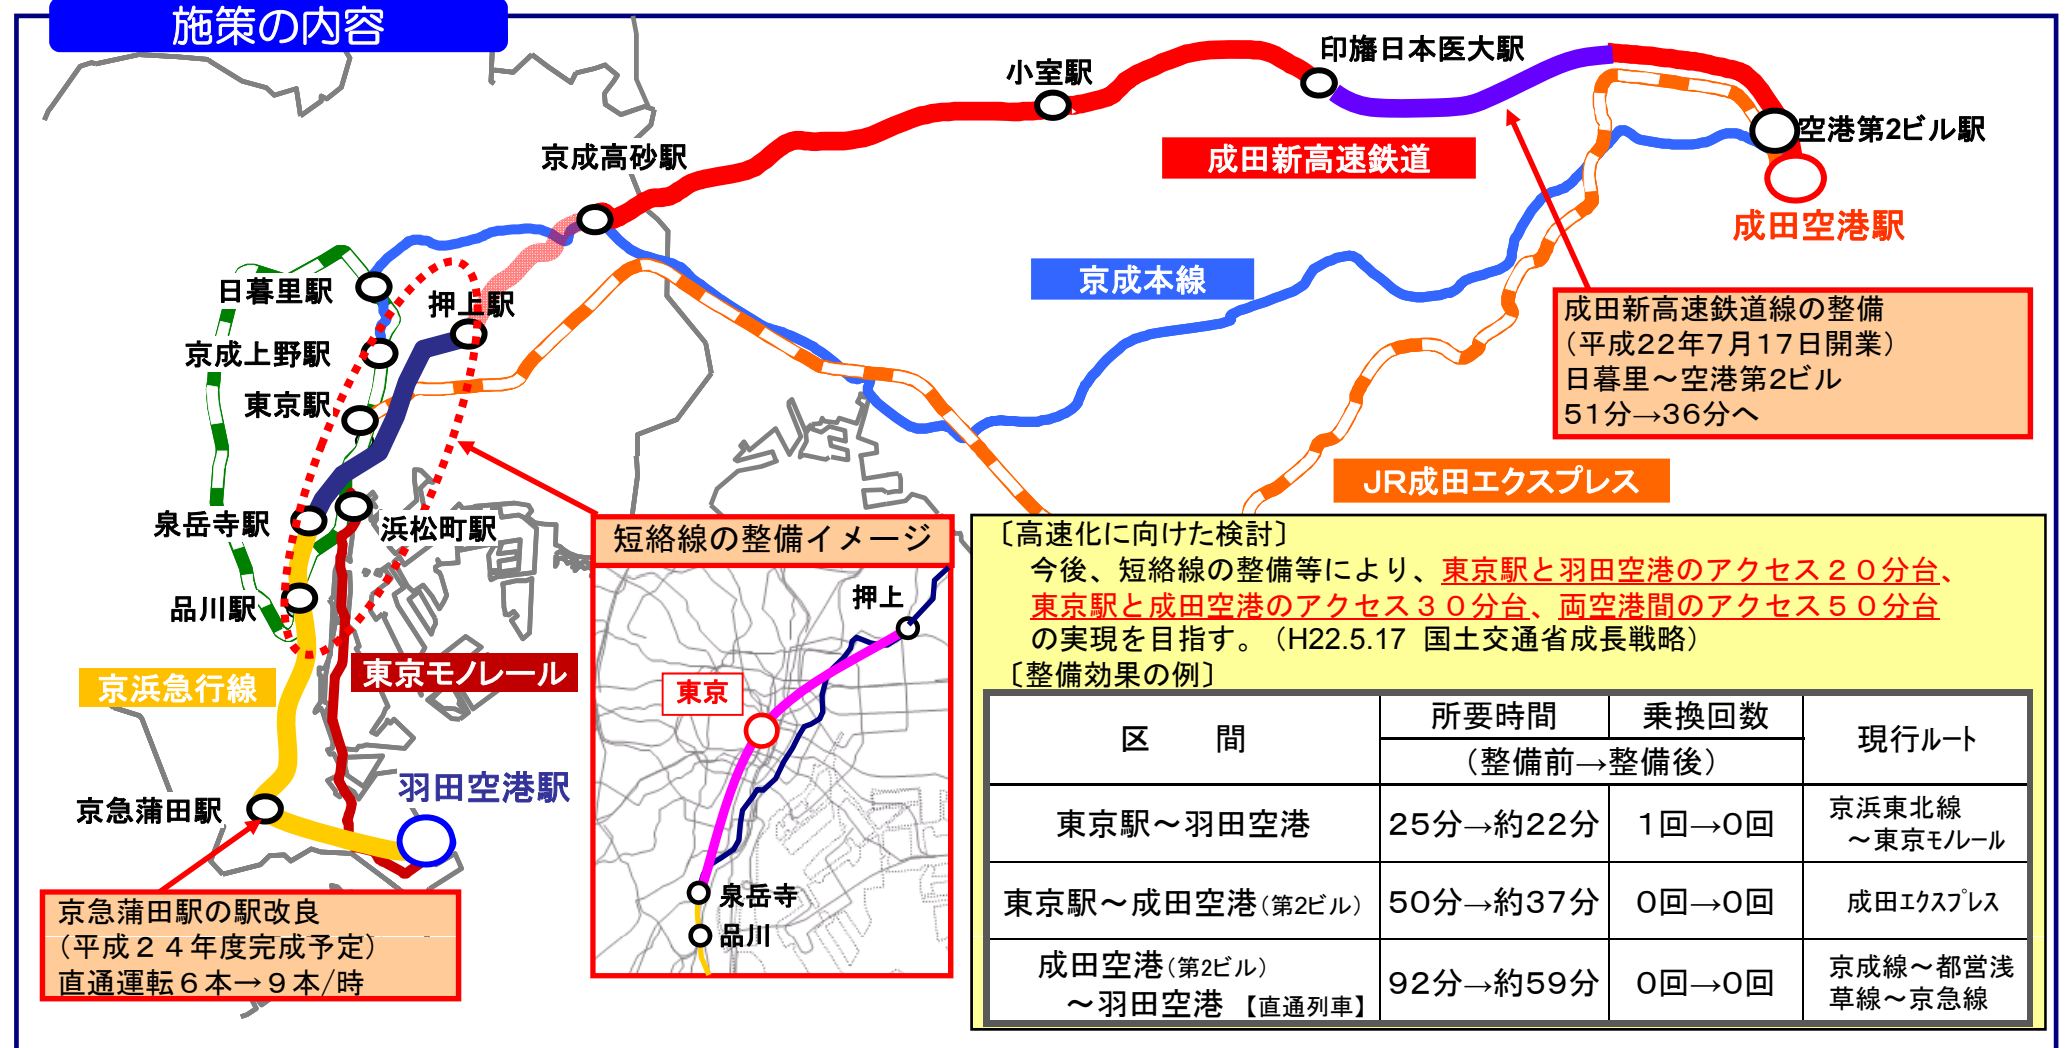 施策の内容
印旛日本医大駅
小室駅
空港第2ビル駅
京成高砂駅
成田新高速鉄道
成田空港駅
日暮里駅
押上駅
京成本線
成田新高速鉄道線の整備
(平成22年7月17日開業)
日暮里～空港第2ビル
51分→36分へ
京成上野駅
東京駅
JR成田エクスプレス
泉岳寺駅
浜松町駅
品川駅
京浜急行線
東京モノレール
羽田空港駅
京急蒲田駅
京急蒲田駅の駅改良
(平成24年度完成予定)
直通運転6本→9本/時
短絡線の整備イメージ
押上
東京
泉岳寺
品川
〔高速化に向けた検討〕
今後、短絡線の整備等により、東京駅と羽田空港のアクセス20分台、
東京駅と成田空港のアクセス30分台、両空港間のアクセス50分台
の実現を目指す。(H22.5.17 国土交通省成長戦略)
〔整備効果の例〕
区 間 所要時間 乗換回数 現行ルート
(整備前→整備後)
東京駅～羽田空港 25分→約22分 1回→0回 京浜東北線
～東京ﾓﾉﾚｰﾙ
東京駅～成田空港(第2ビル) 50分→約37分 0回→0回 成田ｴｸｽﾌﾟﾚｽ
成田空港(第2ビル)
～羽田空港 【直通列車】 92分→約59分 0回→0回 京成線～都営浅
草線～京急線